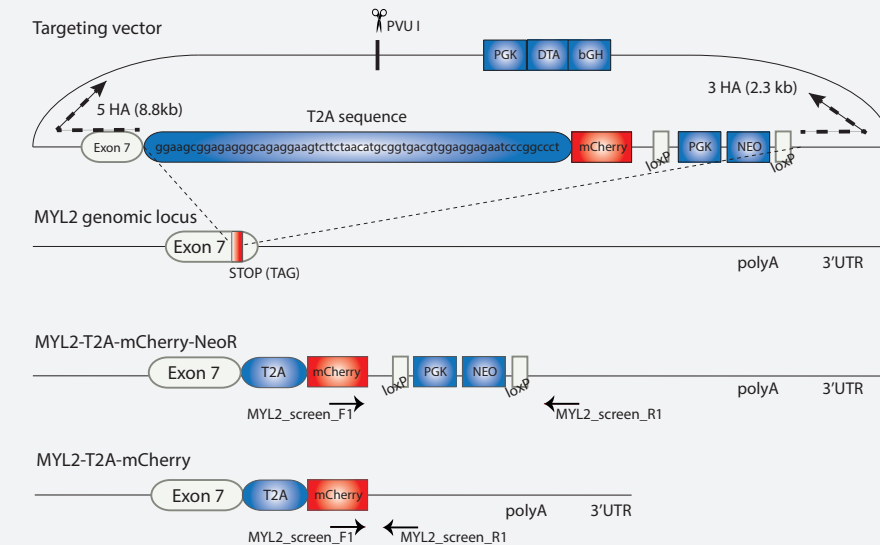 Targeting vector
PVU I
PGK DTA bGH
5 HA (8.8kb)
3 HA (2.3 kb)
T2A sequence
Exon 7 ggaagcggagagggcagaggaagtcttctaacatgcggtgacgtggaggagaatcccggccct mCherry loxP PGK NEO loxP
MYL2 genomic locus
Exon 7
STOP (TAG)
polyA 3’UTR
MYL2-T2A-mCherry-NeoR
Exon 7 T2A mCherry loxP PGK NEO loxP
polyA 3’UTR
MYL2_screen_F1 MYL2_screen_R1
MYL2-T2A-mCherry
Exon 7 T2A mCherry
polyA 3’UTR
MYL2_screen_F1 MYL2_screen_R1